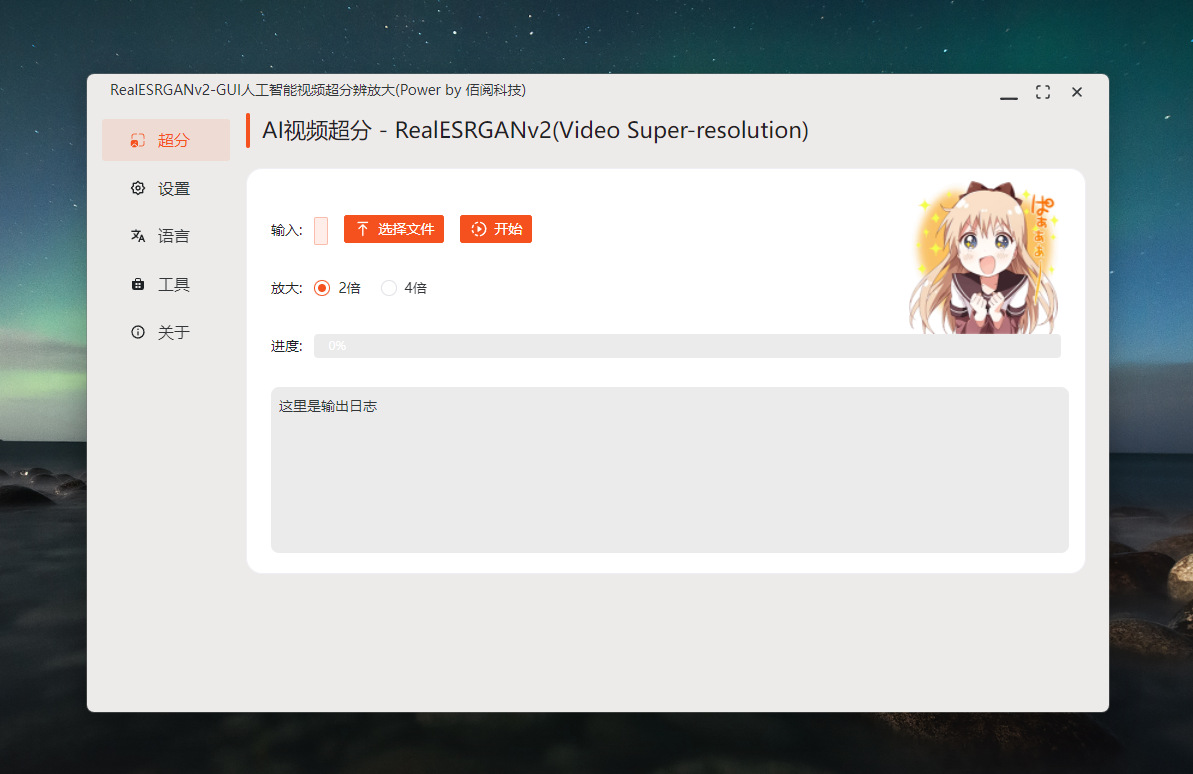 RealESRGANv2-GUI人工智能视频超分辨放大(Power by 佰阅科技)
超分
设置
语言
工具
关于
AI视频超分 - RealESRGANv2(Video Super-resolution)
输入: 选择文件 开始
放大: 2倍 4倍
进度: 0%
这里是输出日志
ぱぁぁぁ